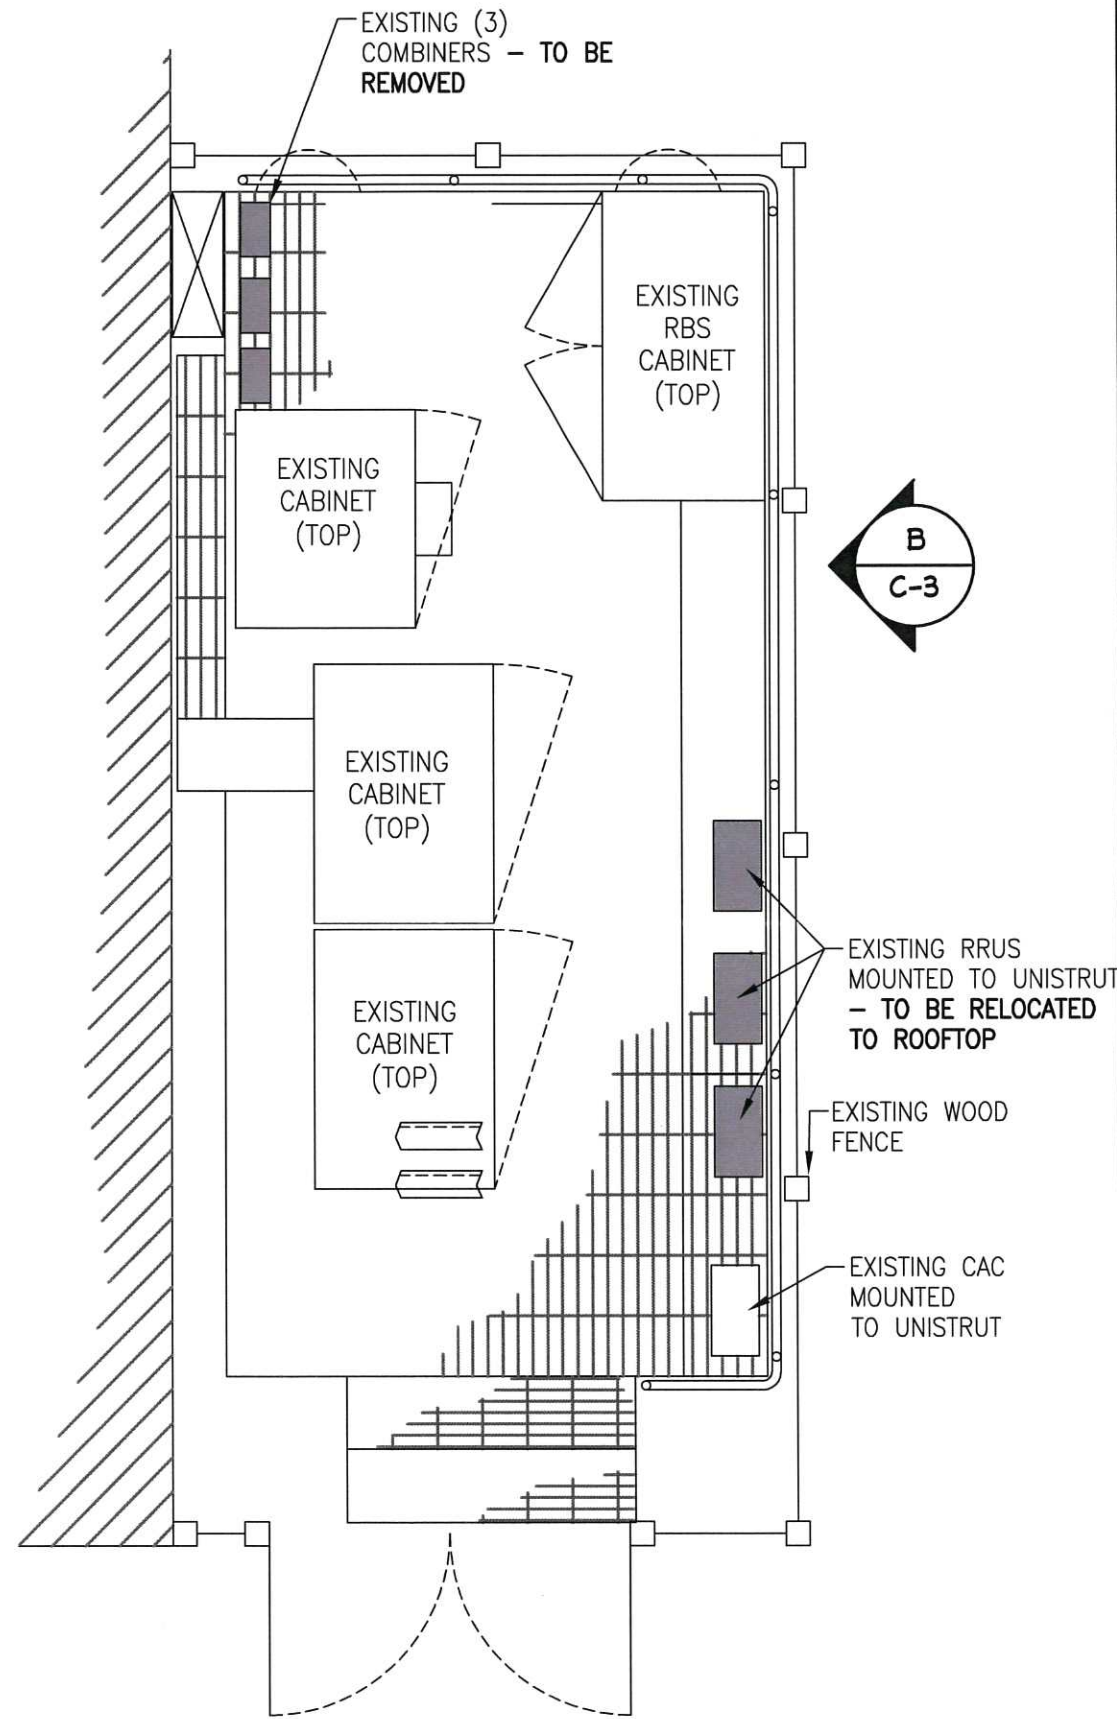 EXISTING (3)
COMBINERS – TO BE
REMOVED
EXISTING
RBS
CABINET
(TOP)
EXISTING
CABINET
(TOP)
B
C-3
EXISTING
CABINET
(TOP)
EXISTING RRUS
MOUNTED TO UNISTRUT
– TO BE RELOCATED
TO ROOFTOP
EXISTING
CABINET
(TOP)
EXISTING WOOD
FENCE
EXISTING CAC
MOUNTED
TO UNISTRUT